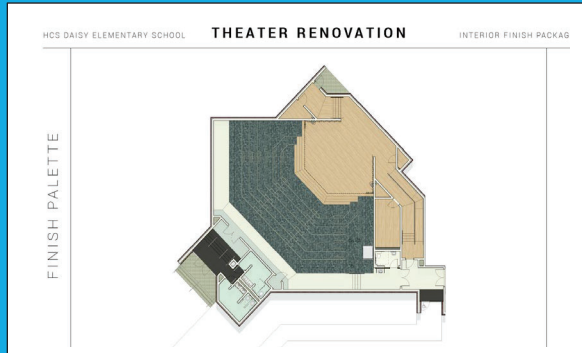 HCS DAISY ELEMENTARY SCHOOL THEATER RENOVATION INTERIOR FINISH PACKAG
FINISH PALETTE